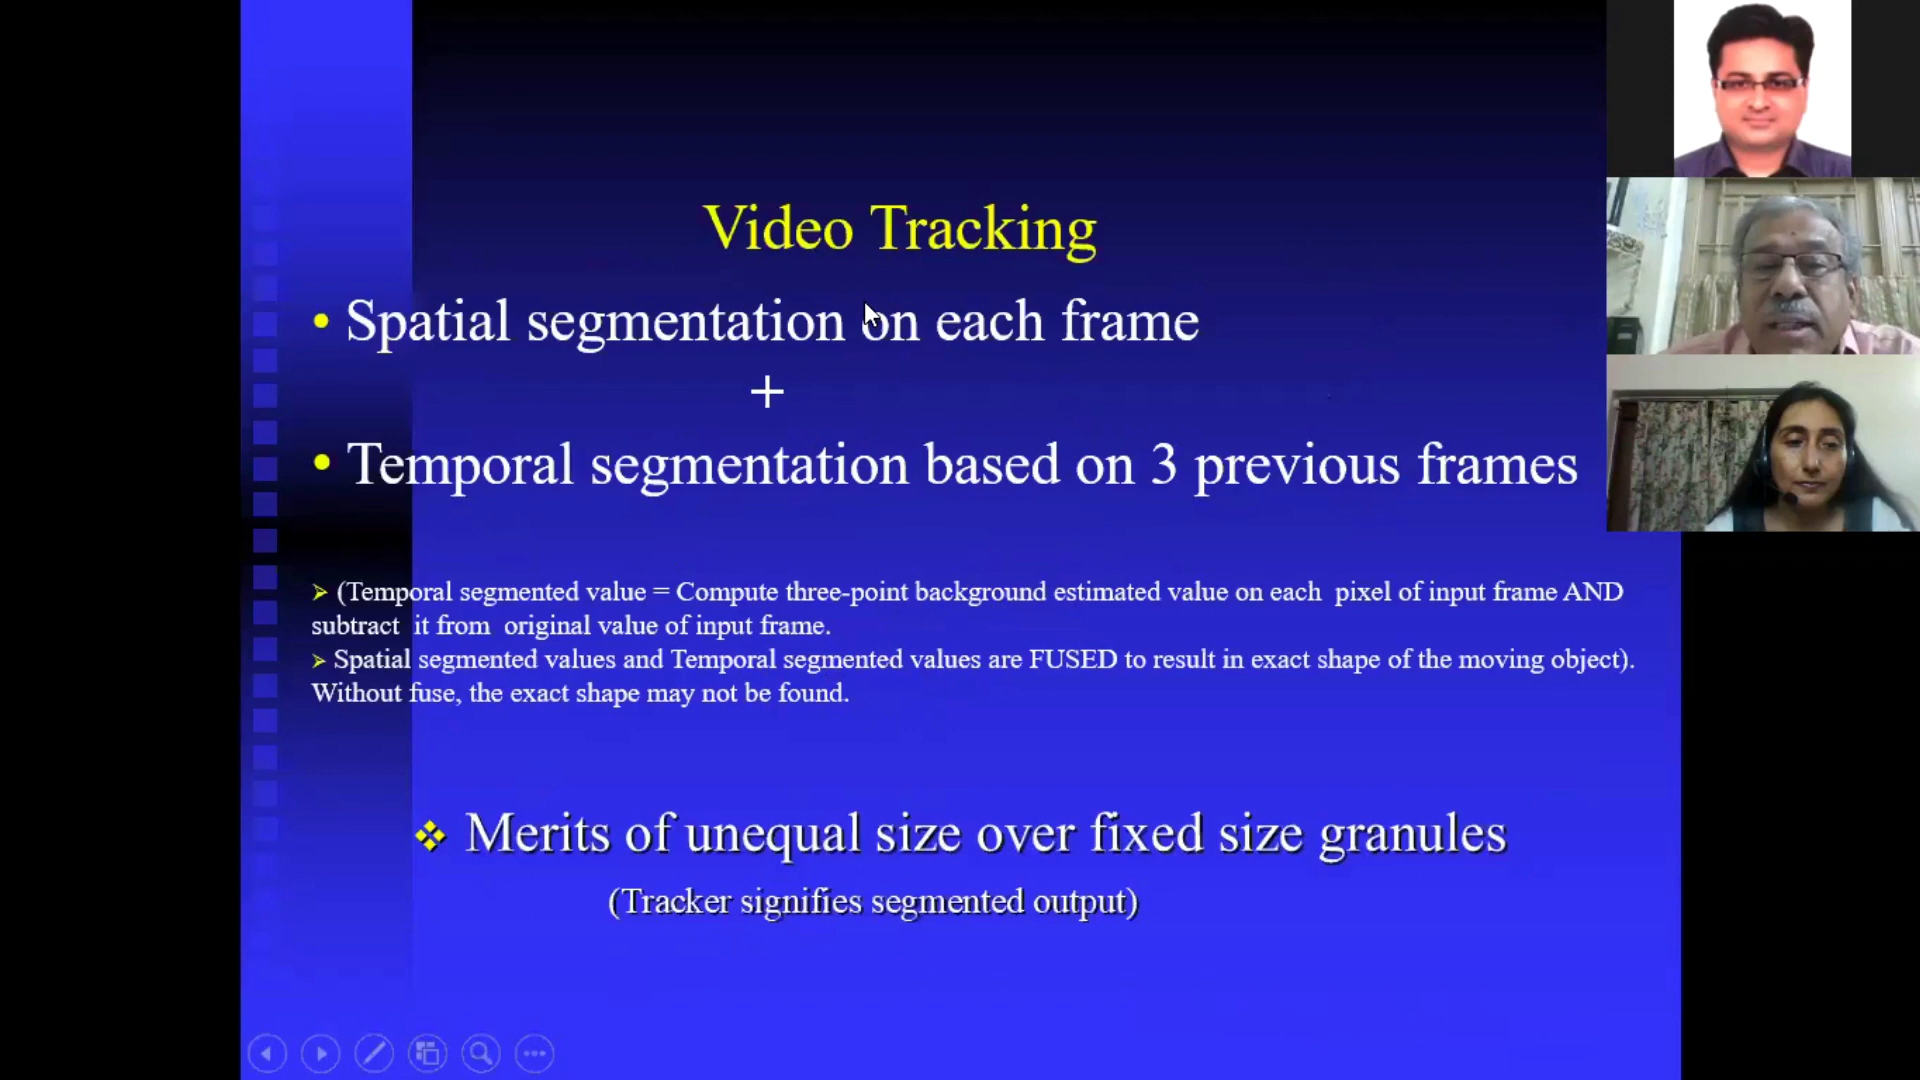 Video Tracking
• Spatial segmentation on each frame
+
• Temporal segmentation based on 3 previous frames
➢ (Temporal segmented value = Compute three-point background estimated value on each pixel of input frame AND
subtract it from original value of input frame.
➢ Spatial segmented values and Temporal segmented values are FUSED to result in exact shape of the moving object).
Without fuse, the exact shape may not be found.
❖ Merits of unequal size over fixed size granules
(Tracker signifies segmented output)